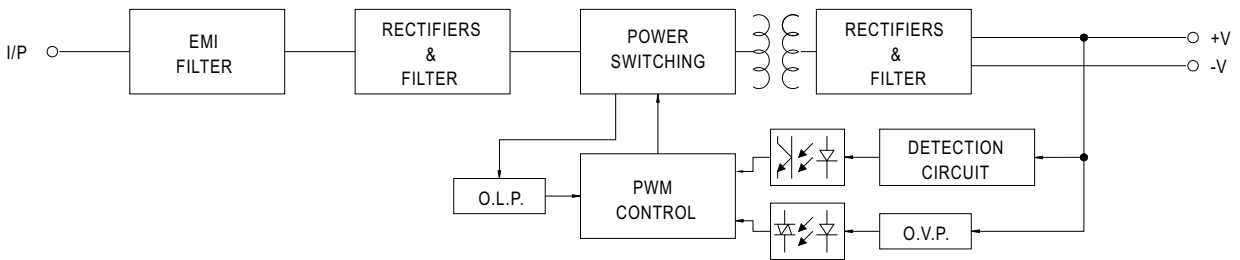 I/P
EMI
FILTER
RECTIFIERS
&
FILTER
POWER
SWITCHING
RECTIFIERS
&
FILTER
+V
-V
O.L.P.
PWM
CONTROL
DETECTION
CIRCUIT
O.V.P.